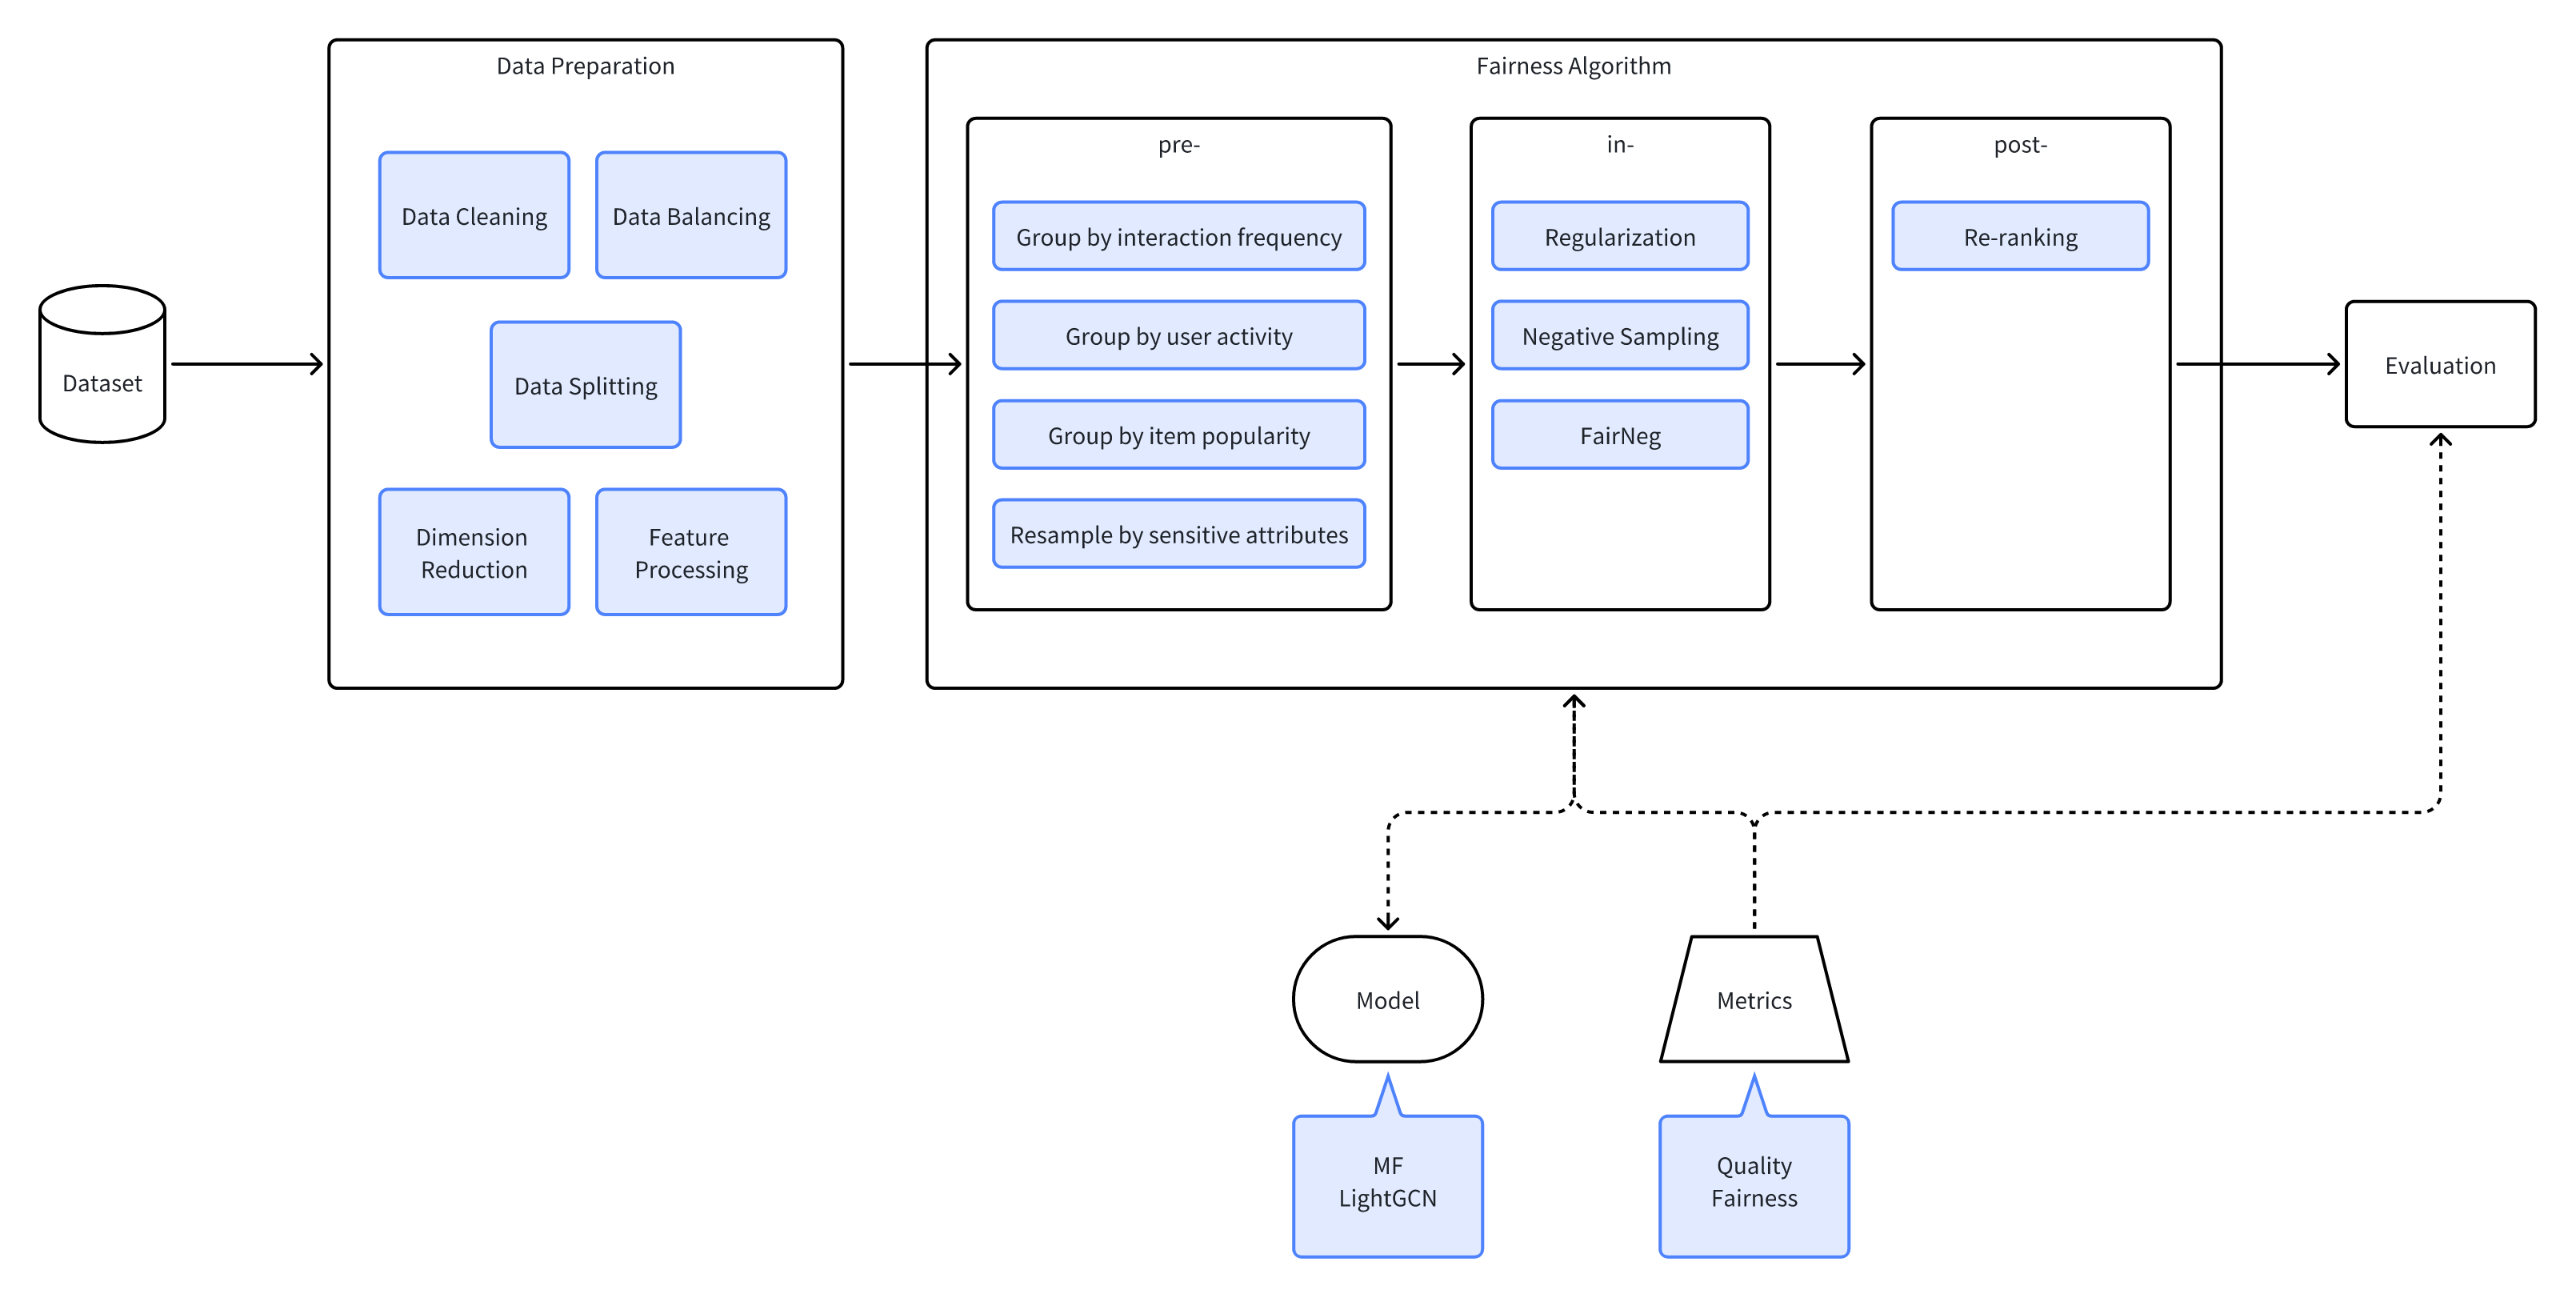 Dataset
Data Preparation
Data Cleaning
Data Balancing
Data Splitting
Dimension
Reduction
Feature
Processing
Fairness Algorithm
pre-
Group by interaction frequency
Group by user activity
Group by item popularity
Resample by sensitive attributes
in-
Regularization
Negative Sampling
FairNeg
post-
Re-ranking
Evaluation
Model
MF
LightGCN
Metrics
Quality
Fairness